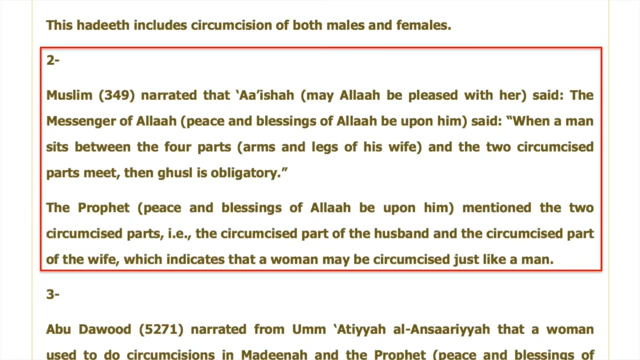 This hadeeth includes circumcision of both males and females.
2-
Muslim (349) narrated that ‘Aa’ishah (may Allaah be pleased with her) said: The
Messenger of Allaah (peace and blessings of Allaah be upon him) said: “When a man
sits between the four parts (arms and legs of his wife) and the two circumcised
parts meet, then ghusl is obligatory.”
The Prophet (peace and blessings of Allaah be upon him) mentioned the two
circumcised parts, i.e., the circumcised part of the husband and the circumcised part
of the wife, which indicates that a woman may be circumcised just like a man.
3-
Abu Dawood (5271) narrated from Umm ‘Atiyyah al-Ansaariyyah that a woman
used to do circumcisions in Madeenah and the Prophet (peace and blessings of